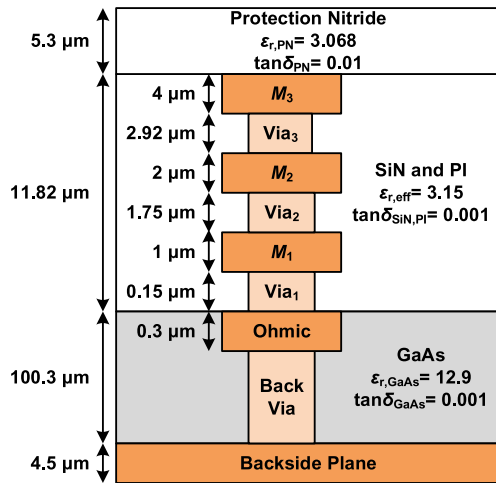 Protection Nitride
5.3 µm
εr,PN= 3.068
tanδPN= 0.01
4 µm
M3
2.92 µm
Via3
2 µm
M2
SiN and PI
11.82 µm
εr,eff= 3.15
1.75 µm
Via2
tanδSiN,PI= 0.001
1 µm
M1
0.15 µm
Via1
0.3 µm
Ohmic
GaAs
100.3 µm
Back
Via
εr,GaAs= 12.9
tanδGaAs= 0.001
4.5 µm
Backside Plane